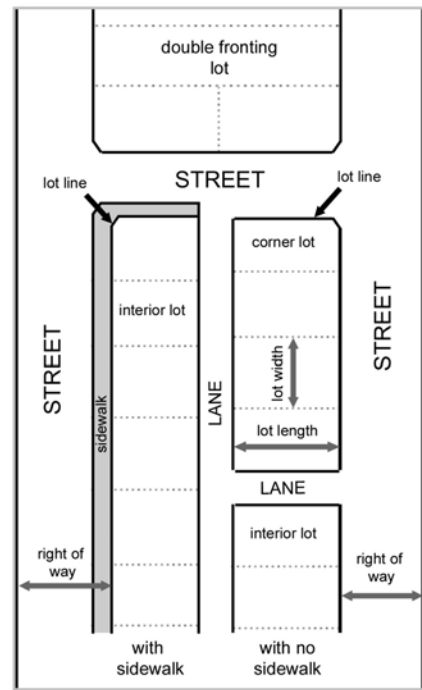 double fronting
lot
STREET
lot line
lot line
corner lot
interior lot
STREET
STREET
lot width
sidewalk
LANE
lot length
LANE
interior lot
right of
way
right of
way
with
sidewalk
with no
sidewalk